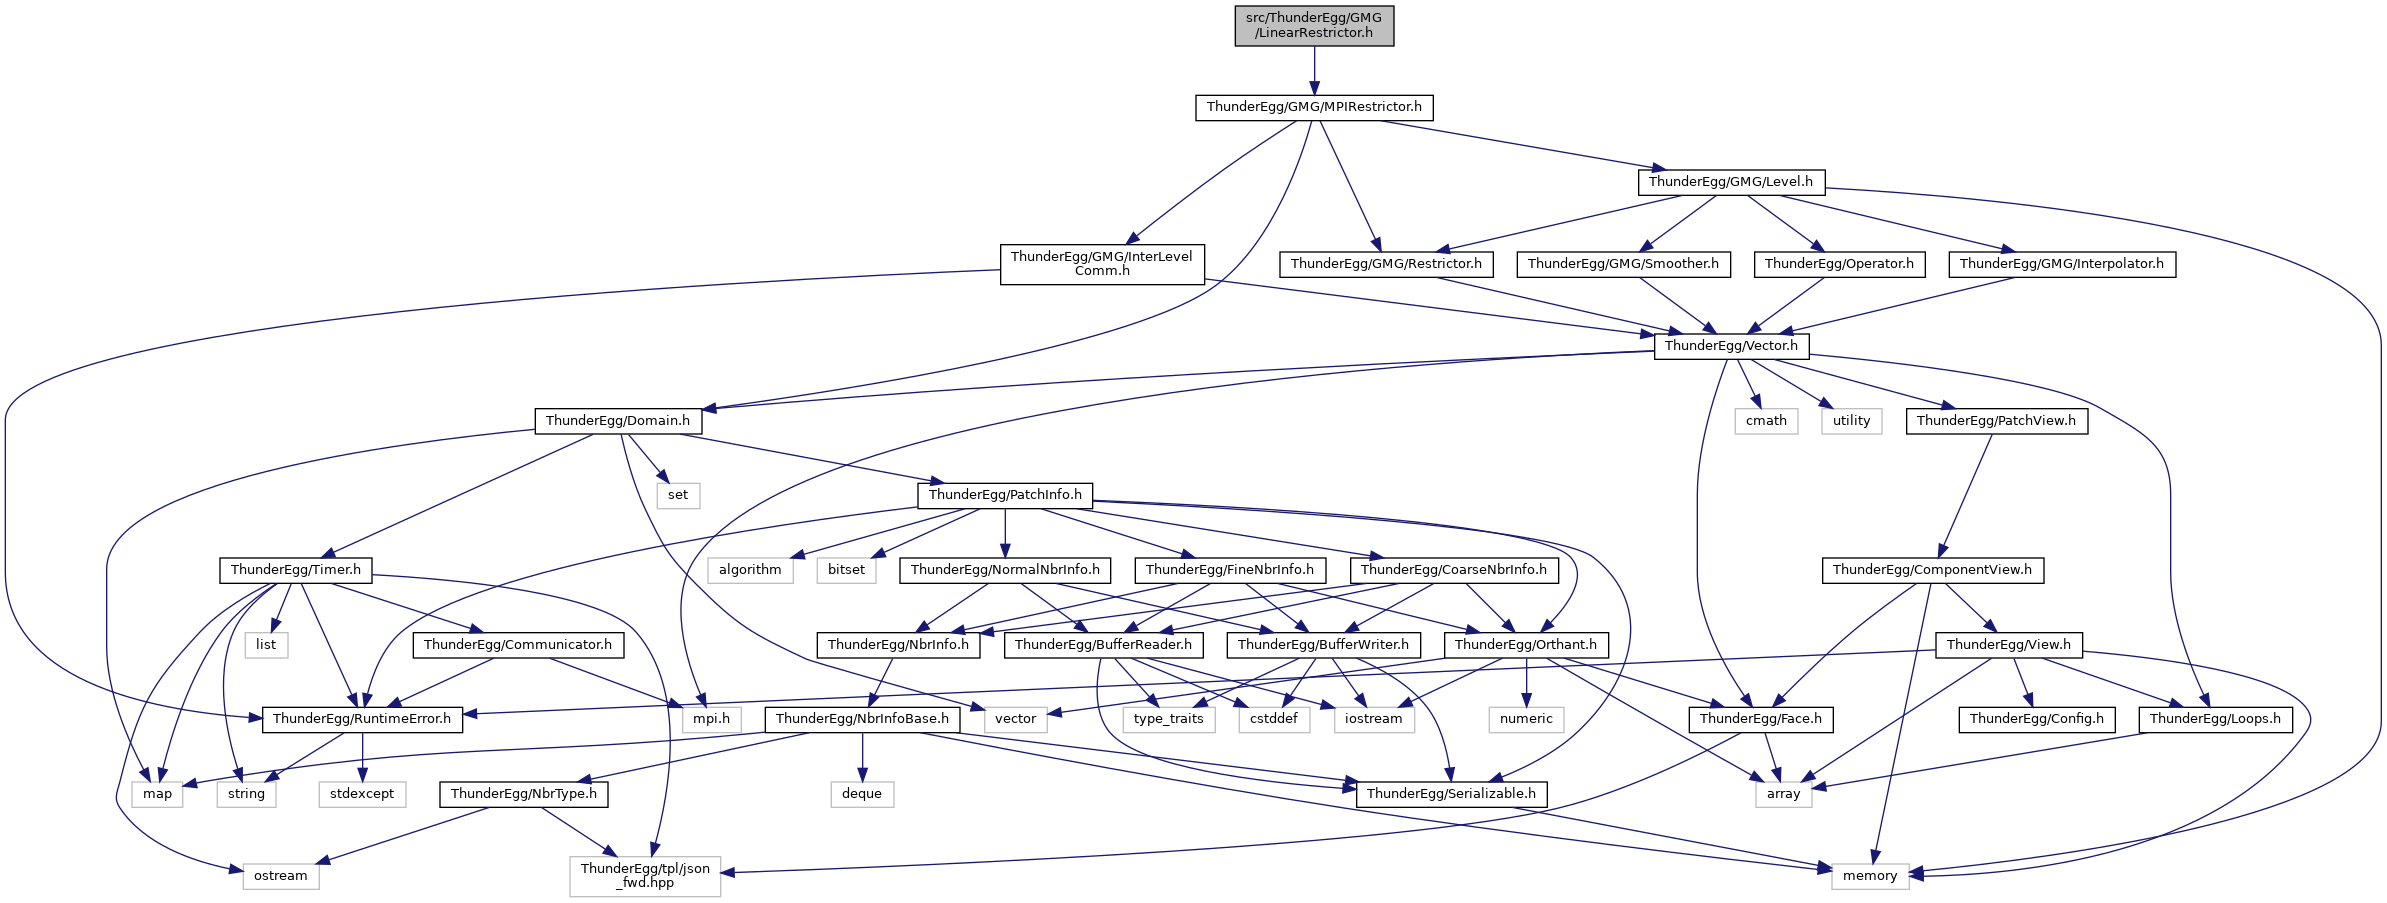 src/ThunderEgg/GMG
/LinearRestrictor.h
ThunderEgg/GMG/MPIRestrictor.h
ThunderEgg/GMG/Level.h
ThunderEgg/GMG/InterLevel
Comm.h
ThunderEgg/GMG/Restrictor.h
ThunderEgg/GMG/Smoother.h
ThunderEgg/Operator.h
ThunderEgg/GMG/Interpolator.h
ThunderEgg/Vector.h
ThunderEgg/Domain.h
cmath
utility
ThunderEgg/PatchView.h
set
ThunderEgg/PatchInfo.h
ThunderEgg/Timer.h
algorithm
bitset
ThunderEgg/NormalNbrInfo.h
ThunderEgg/FineNbrInfo.h
ThunderEgg/CoarseNbrInfo.h
ThunderEgg/ComponentView.h
list
ThunderEgg/Communicator.h
ThunderEgg/NbrInfo.h
ThunderEgg/BufferReader.h
ThunderEgg/BufferWriter.h
ThunderEgg/Orthant.h
ThunderEgg/View.h
ThunderEgg/RuntimeError.h
mpi.h
ThunderEgg/NbrInfoBase.h
vector
type_traits
cstddef
iostream
numeric
ThunderEgg/Face.h
ThunderEgg/Config.h
ThunderEgg/Loops.h
map
string
stdexcept
ThunderEgg/NbrType.h
deque
ThunderEgg/Serializable.h
array
ostream
ThunderEgg/tpl/json
_fwd.hpp
memory